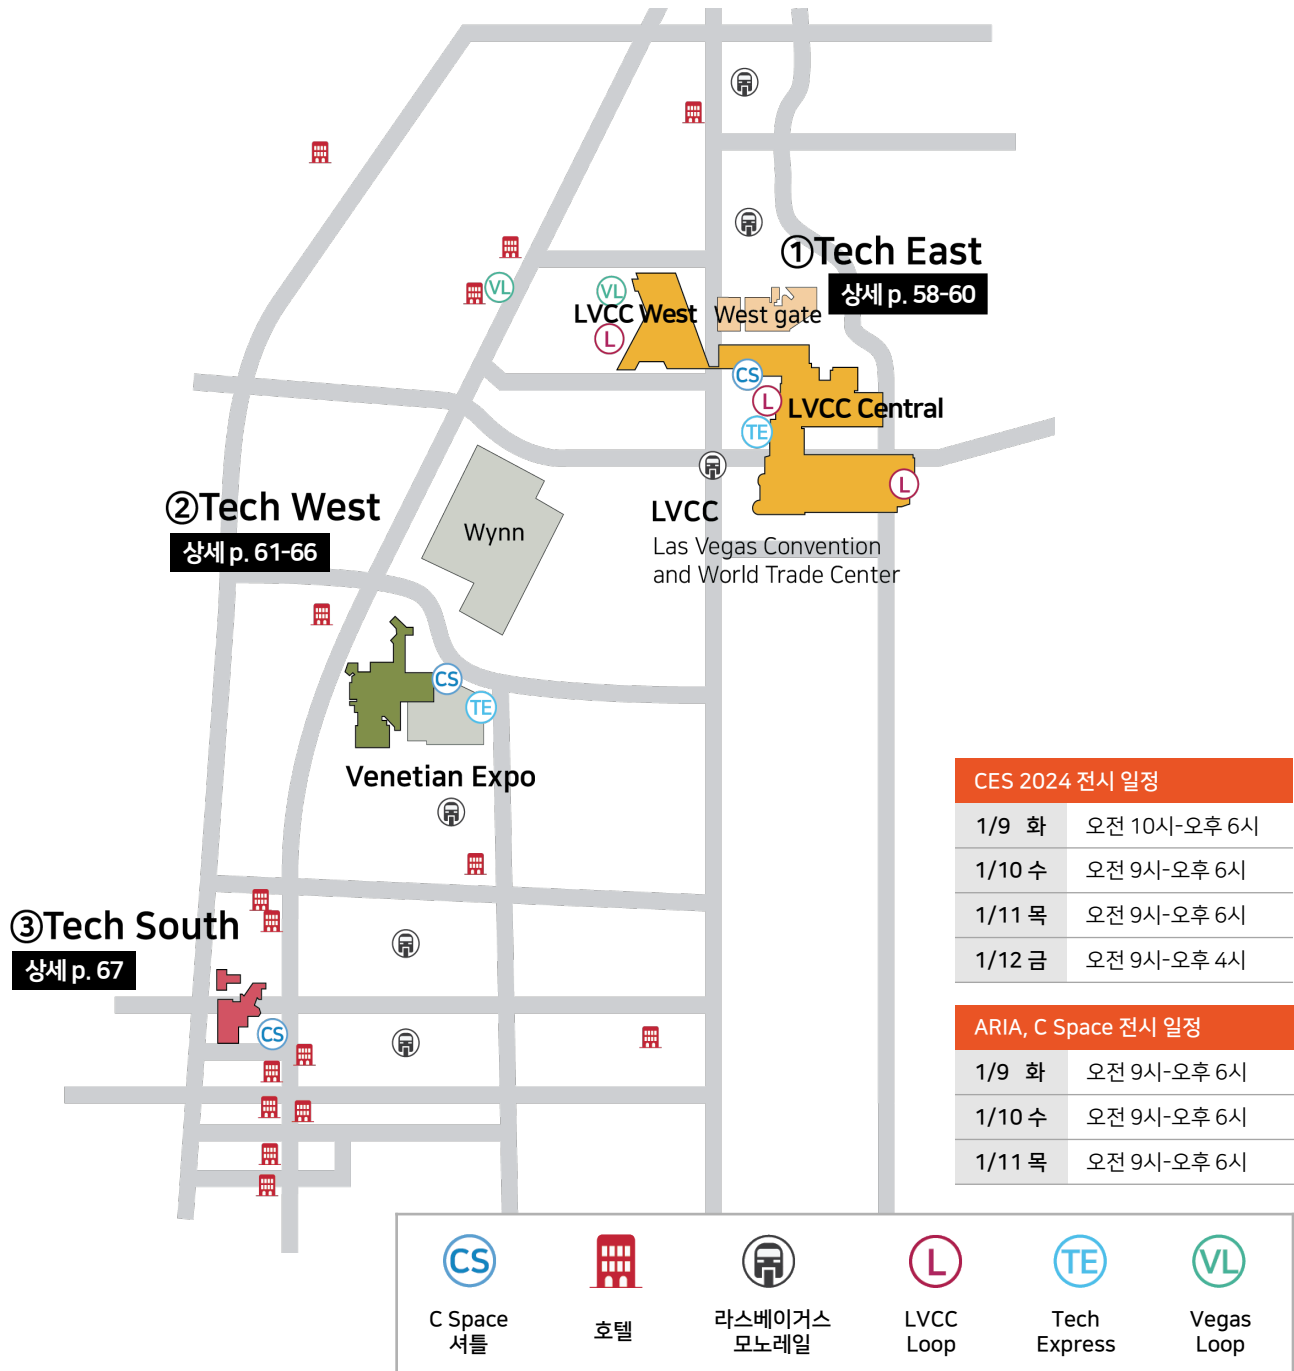 ①Tech East
상세 p. 58-60
VL
VL
LVCC West
West gate
L
CS
L
LVCC Central
TE
L
②Tech West
상세 p. 61-66
Wynn
LVCC
Las Vegas Convention
and World Trade Center
CS
TE
Venetian Expo
③Tech South
상세 p. 67
CS
CES 2024 전시 일정
1/9 화 오전 10시-오후 6시
1/10 수 오전 9시-오후 6시
1/11 목 오전 9시-오후 6시
1/12 금 오전 9시-오후 4시
ARIA, C Space 전시 일정
1/9 화 오전 9시-오후 6시
1/10 수 오전 9시-오후 6시
1/11 목 오전 9시-오후 6시
CS
C Space
셔틀
호텔
라스베이거스
모노레일
L
LVCC
Loop
TE
Tech
Express
VL
Vegas
Loop